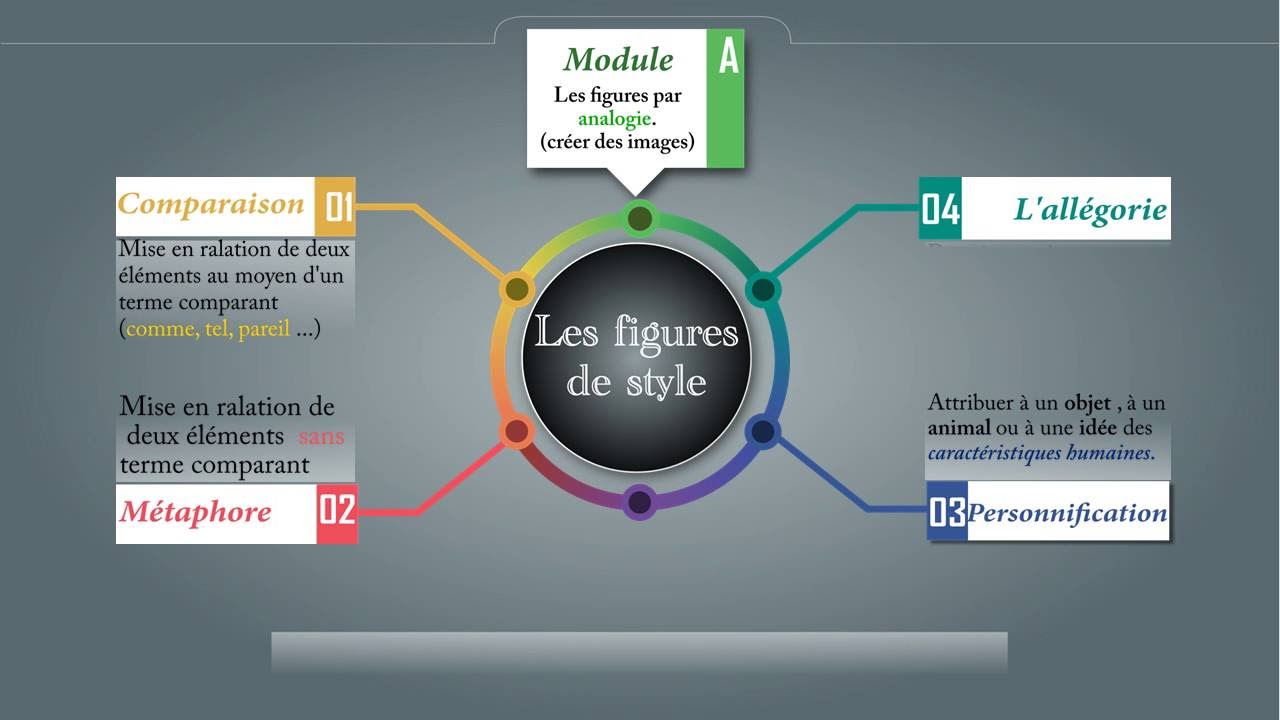 Module
A
Les figures par
analogie.
(créer des images)
Comparaison
01
Mise en ralation de deux
éléments au moyen d'un
terme comparant
(comme, tel, pareil ...)
Mise en ralation de
deux éléments sans
terme comparant
Métaphore
02
Les figures
de style
04
L'allégorie
Attribuer à un objet , à un
animal ou à une idée des
caractéristiques humaines.
03
Personnification